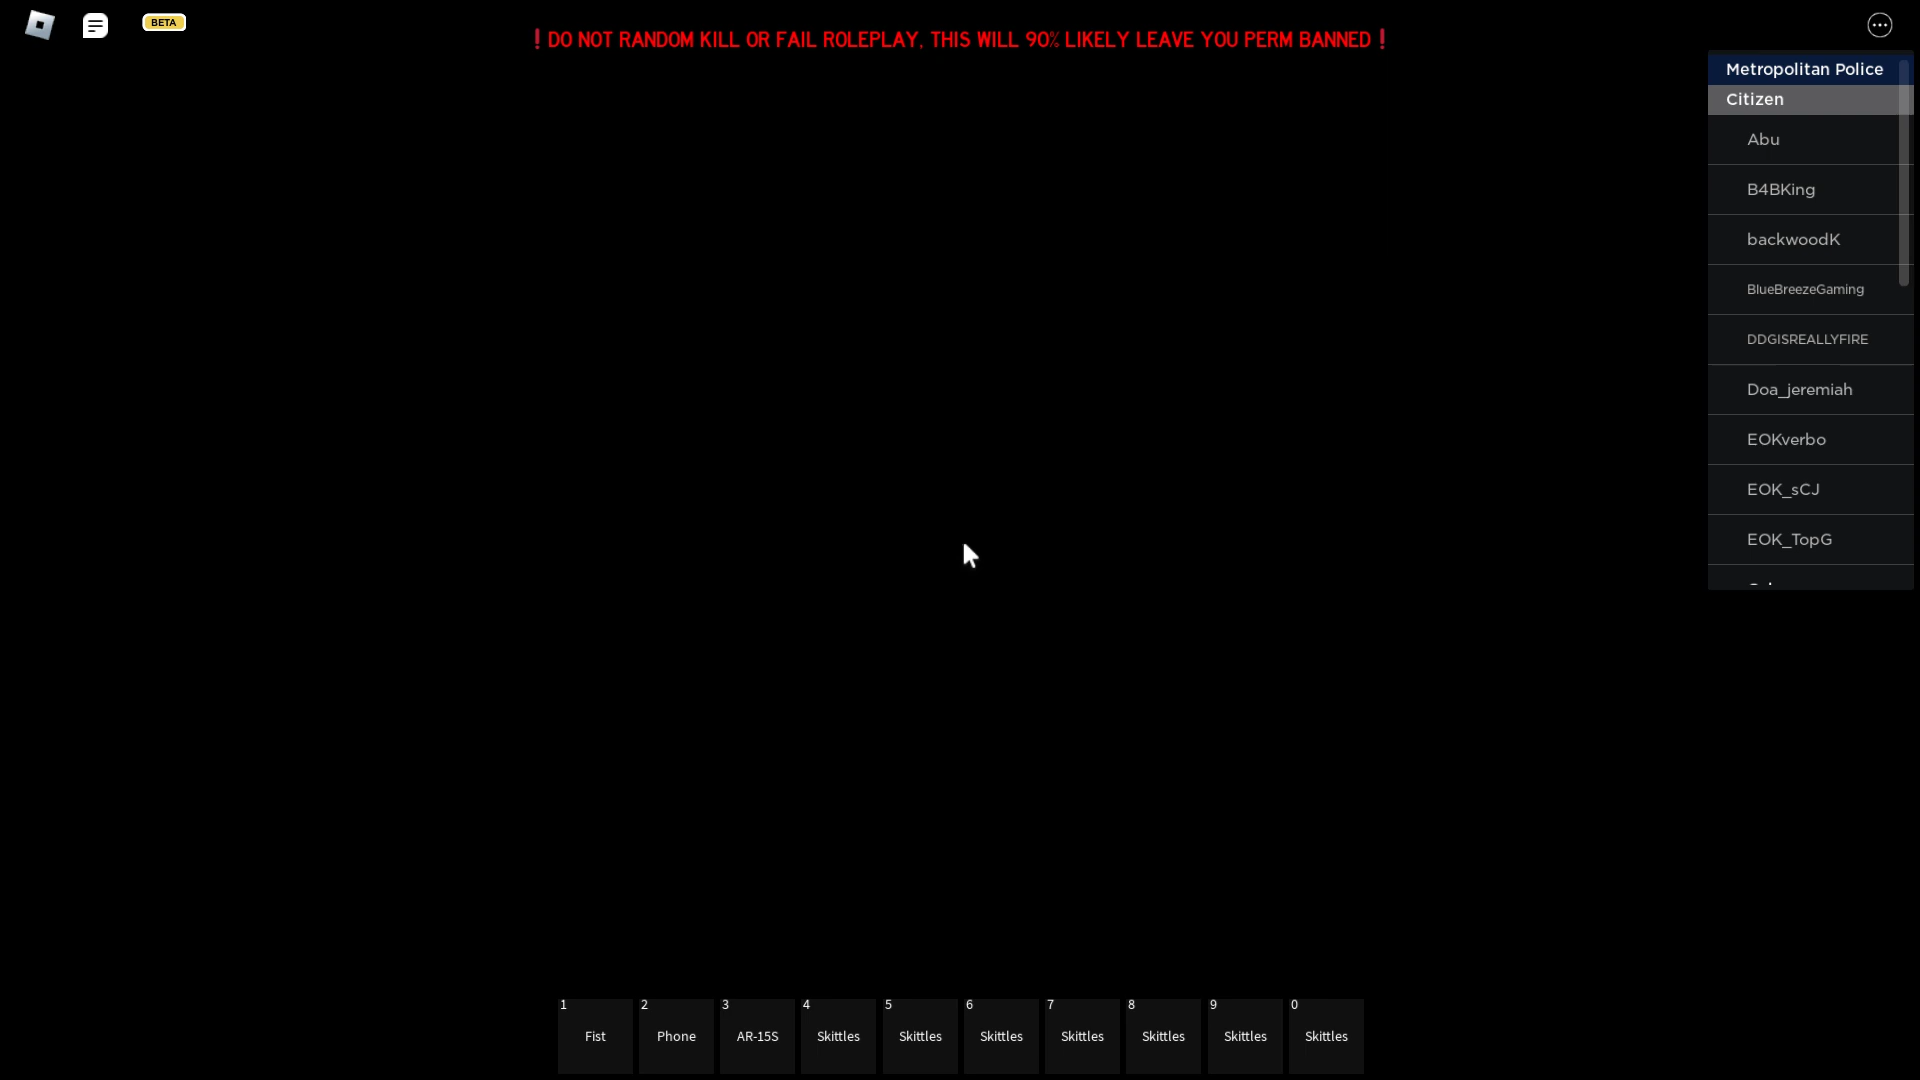 BETA
❗DO NOT RANDOM KILL OR FAIL ROLEPLAY, THIS WILL 90% LIKELY LEAVE YOU PERM BANNED❗
Metropolitan Police
Citizen
Abu
B4BKing
backwoodK
BlueBreezeGaming
DDGISREALLYFIRE
Doa_jeremiah
EOKverbo
EOK_sCJ
EOK_TopG
1 2 3 4 5 6 7 8 9 0
Fist Phone AR-15S Skittles Skittles Skittles Skittles Skittles Skittles Skittles